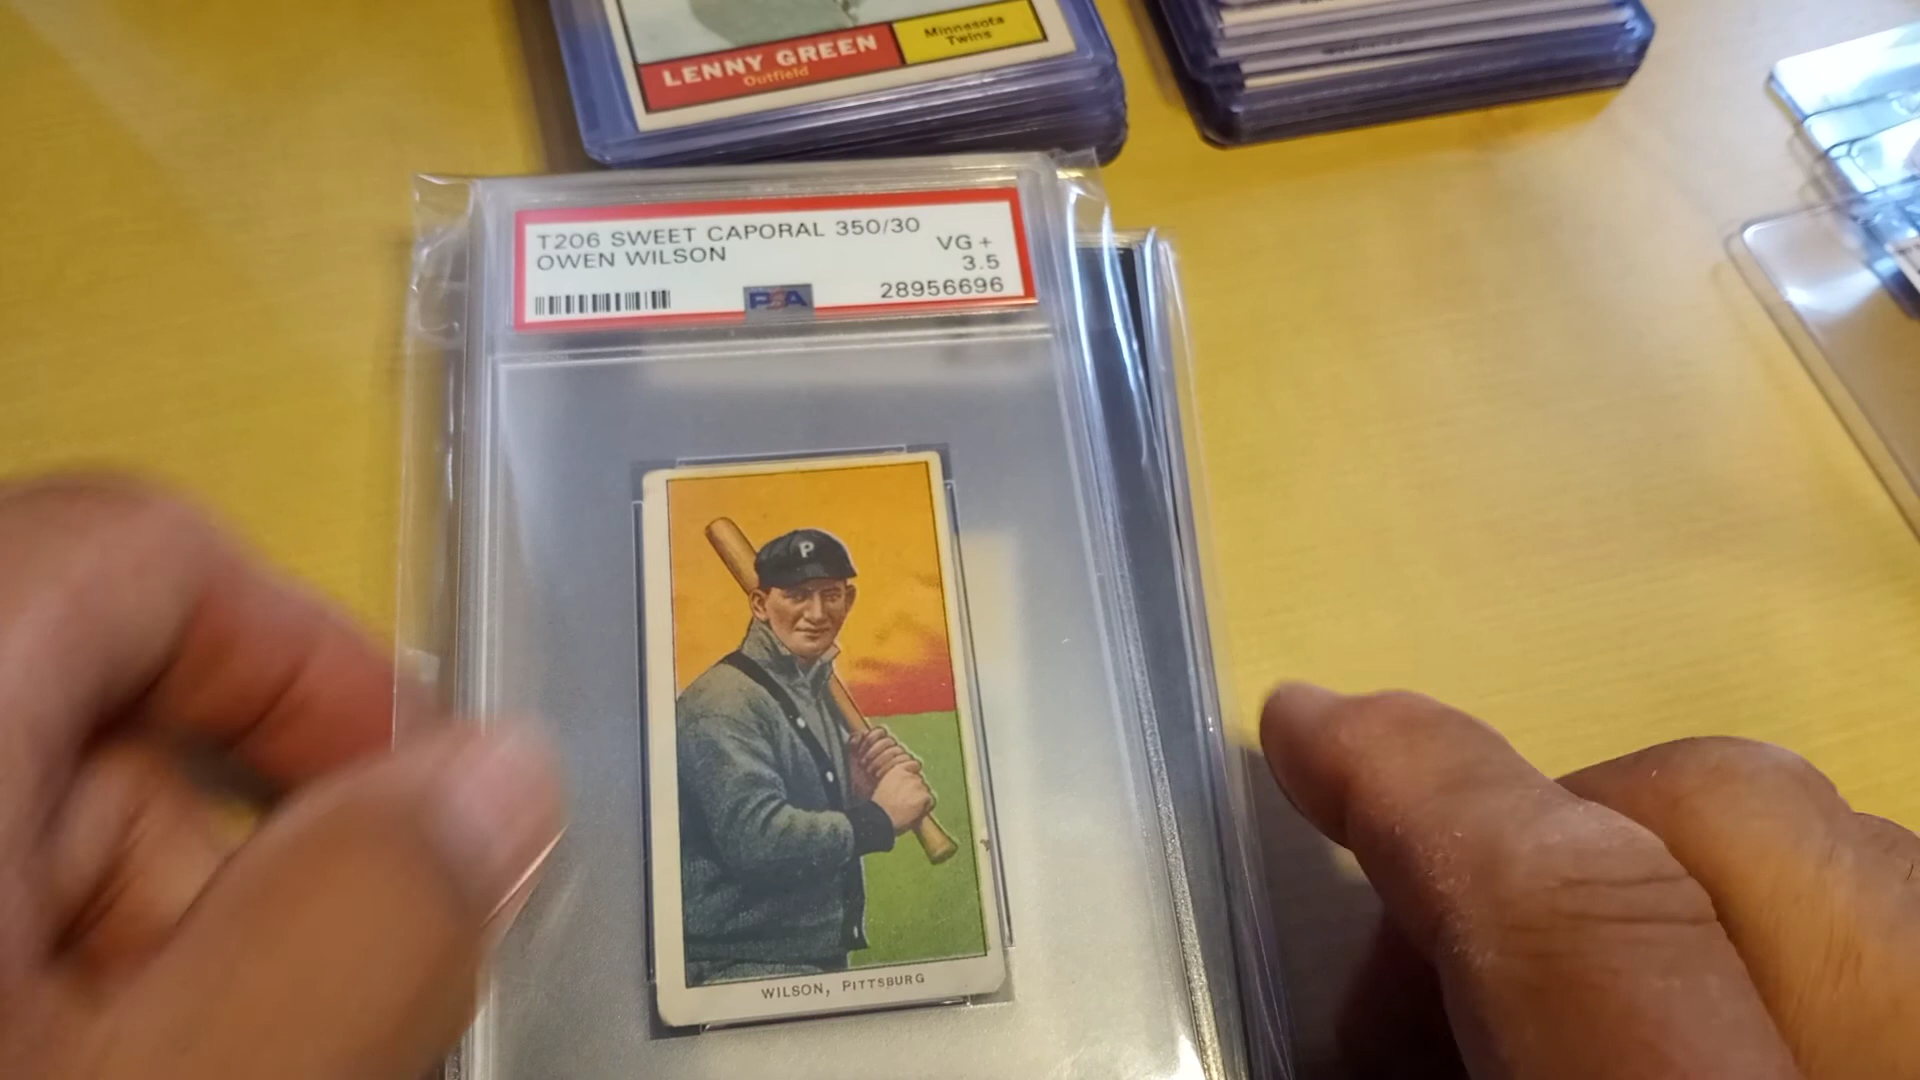 LENNY GREEN
Outfield
Minnesota
Twins
T206 SWEET CAPORAL 350/30
OWEN WILSON
VG +
3.5
PSA
28956696
P
WILSON, PITTSBURG